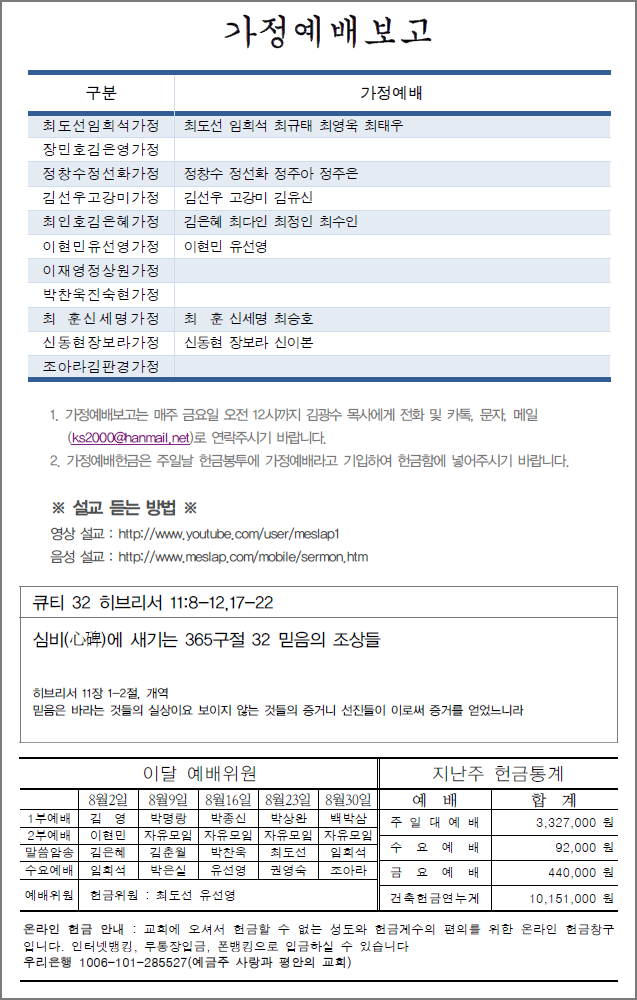 가정예배보고
구분 가정예배
최도선임희석가정 최도선 임희석 최규태 최영욱 최태우
장민호김은영가정
정창수정선화가정 정창수 정선화 정주아 정주은
김선우고강미가정 김선우 고강미 김유신
최인호김은혜가정 김은혜 최다인 최정인 최수인
이현민유선영가정 이현민 유선영
이재영정상원가정
박찬욱진숙현가정
최 훈신세명가정 최 훈 신세명 최승호
신동현장보라가정 신동현 장보라 신이본
조아라김판경가정
1. 가정예배보고는 매주 금요일 오전 12시까지 김광수 목사에게 전화 및 카톡, 문자, 메일
(ks2000@hanmail.net)로 연락주시기 바랍니다.
2. 가정예배헌금은 주일날 헌금봉투에 가정예배라고 기입하여 헌금함에 넣어주시기 바랍니다.
※ 설교 듣는 방법 ※
영상 설교 : http://www.youtube.com/user/meslap1
음성 설교 : http://www.meslap.com/mobile/sermon.htm
큐티 32 히브리서 11:8-12,17-22
심비(心碑)에 새기는 365구절 32 믿음의 조상들
히브리서 11장 1-2절, 개역
믿음은 바라는 것들의 실상이요 보이지 않는 것들의 증거니 선진들이 이로써 증거를 얻었느니라
이달 예배위원
8월2일 8월9일 8월16일 8월23일 8월30일
1부예배 김 영 박명랑 박종신 박상완 백박삼
2부예배 이현민 자유모임 자유모임 자유모임 자유모임
말씀암송 김은혜 김춘월 박찬욱 최도선 임희석
수요예배 임희석 박은실 유선영 권영숙 조아라
예배위원 헌금위원 : 최도선 유선영
지난주 헌금통계
예 배 합 계
주 일 대 예 배 3,327,000 원
수 요 예 배 92,000 원
금 요 예 배 440,000 원
건축헌금연누계 10,151,000 원
온라인 헌금 안내 : 교회에 오셔서 헌금할 수 없는 성도와 헌금계수의 편의를 위한 온라인 헌금창구
입니다. 인터넷뱅킹, 무통장입금, 폰뱅킹으로 입금하실 수 있습니다
우리은행 1006-101-285527(예금주 사랑과 평안의 교회)